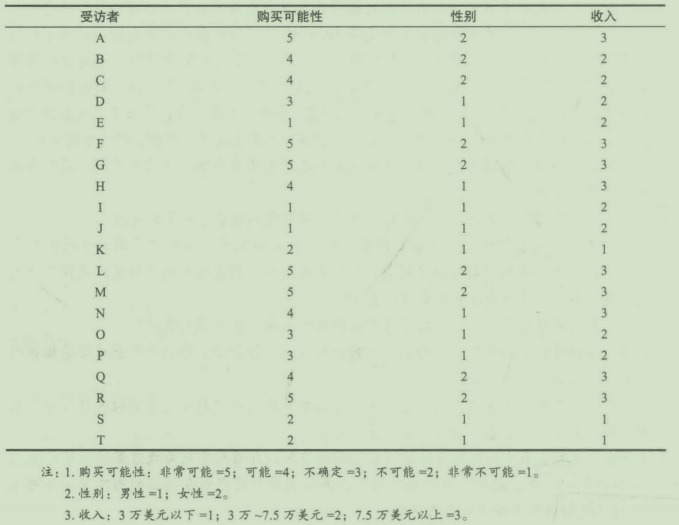 受访者 购买可能性 性别 收入
A 5 2 3
B 4 2 2
C 4 2 2
D 3 1 2
E 1 1 2
F 5 2 3
G 5 2 3
H 4 1 3
I 1 1 2
J 1 1 2
K 2 1 1
L 5 2 3
M 5 2 3
N 4 1 3
O 3 1 2
P 3 1 2
Q 4 2 3
R 5 2 3
S 2 1 1
T 2 1 1
注：1. 购买可能性：非常可能=5；可能=4；不确定=3；不可能=2；非常不可能=1。
2. 性别：男性=1；女性=2。
3. 收入：3万美元以下=1；3万~7.5万美元=2；7.5万美元以上=3。